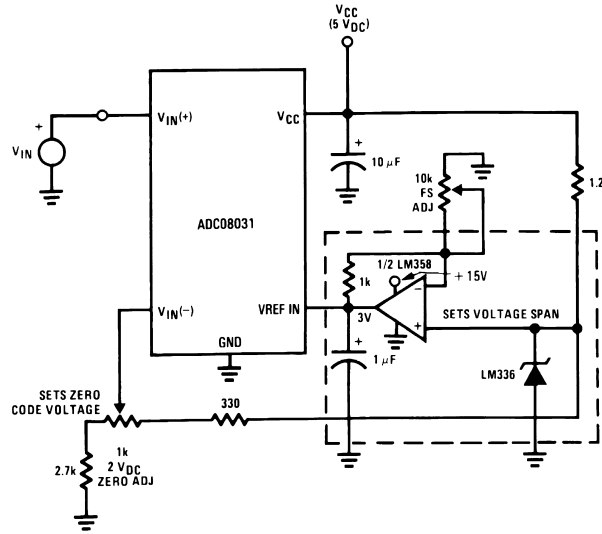 VCC
(5 VDC)
VIN(+)
VCC
+
VIN
10 µF
+
10k
FS
ADJ
1.2
ADC08031
1/2 LM358
+15V
1k
−
VIN(−)
VREF IN
3V
+
SETS VOLTAGE SPAN
GND
+
1 µF
LM336
SETS ZERO
CODE VOLTAGE
330
1k
2 VDC
ZERO ADJ
2.7k